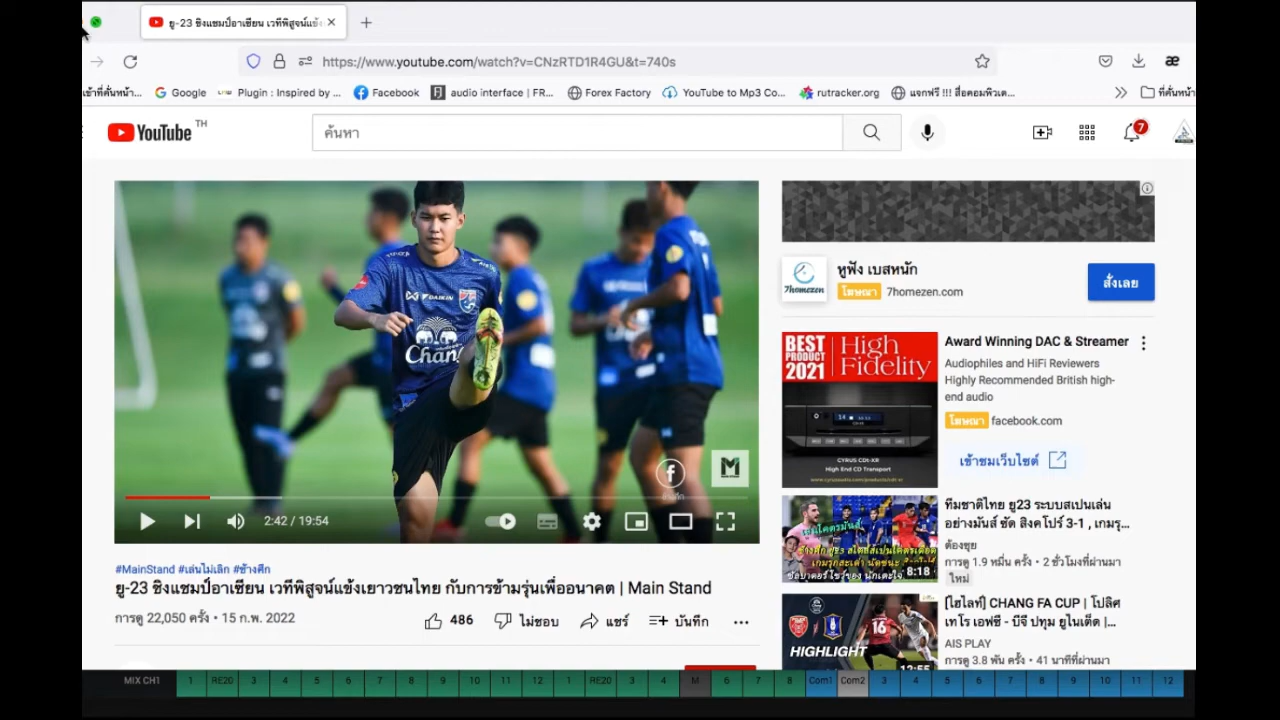 ยู-23 ชิงแชมป์อาเซียน เวทีพิสูจน์แข้ง
https://www.youtube.com/watch?v=CNzRTD1R4GU&t=740s
Google
Plugin : Inspired by ...
Facebook
audio interface | FR...
Forex Factory
YouTube to Mp3 Co...
rutracker.org
แจกฟรี !!! สื่อคอมพิวเต...
YouTube TH
ค้นหา
7
DAIKIN
Chang
M
2:42 / 19:54
#MainStand #เล่นไม่เลิก #ช้างศึก
ยู-23 ชิงแชมป์อาเซียน เวทีพิสูจน์แข้งเยาวชนไทย กับการข้ามรุ่นเพื่ออนาคต | Main Stand
การดู 22,050 ครั้ง • 15 ก.พ. 2022
486
ไม่ชอบ
แชร์
บันทึก
หูฟัง เบสหนัก
7homezen
โฆษณา 7homezen.com
สั่งเลย
BEST PRODUCT 2021
High Fidelity
CYRUS CDt-XR
High End CD Transport
Award Winning DAC & Streamer
Audiophiles and HiFi Reviewers
Highly Recommended British high-
end audio
โฆษณา facebook.com
เข้าชมเว็บไซต์
8:18
ทีมชาติไทย ยู23 ระบบสเปนเล่น
อย่างมันส์ ซัด สิงคโปร์ 3-1 , เกมรุ...
ต้องซุย
การดู 1.9 หมื่น ครั้ง • 2 ชั่วโมงที่ผ่านมา
ใหม่
16
HIGHLIGHT
12:55
[ไฮไลท์] CHANG FA CUP | โปลิศ
เทโร เอฟซี - บีจี ปทุม ยูไนเต็ด |...
AIS PLAY
การดู 3.8 พัน ครั้ง • 41 นาทีที่ผ่านมา
MIX CH1 1 RE20 3 4 5 6 7 8 9 10 11 12 1 RE20 3 4 M 6 7 8 Com1 Com2 3 4 5 6 7 8 9 10 11 12